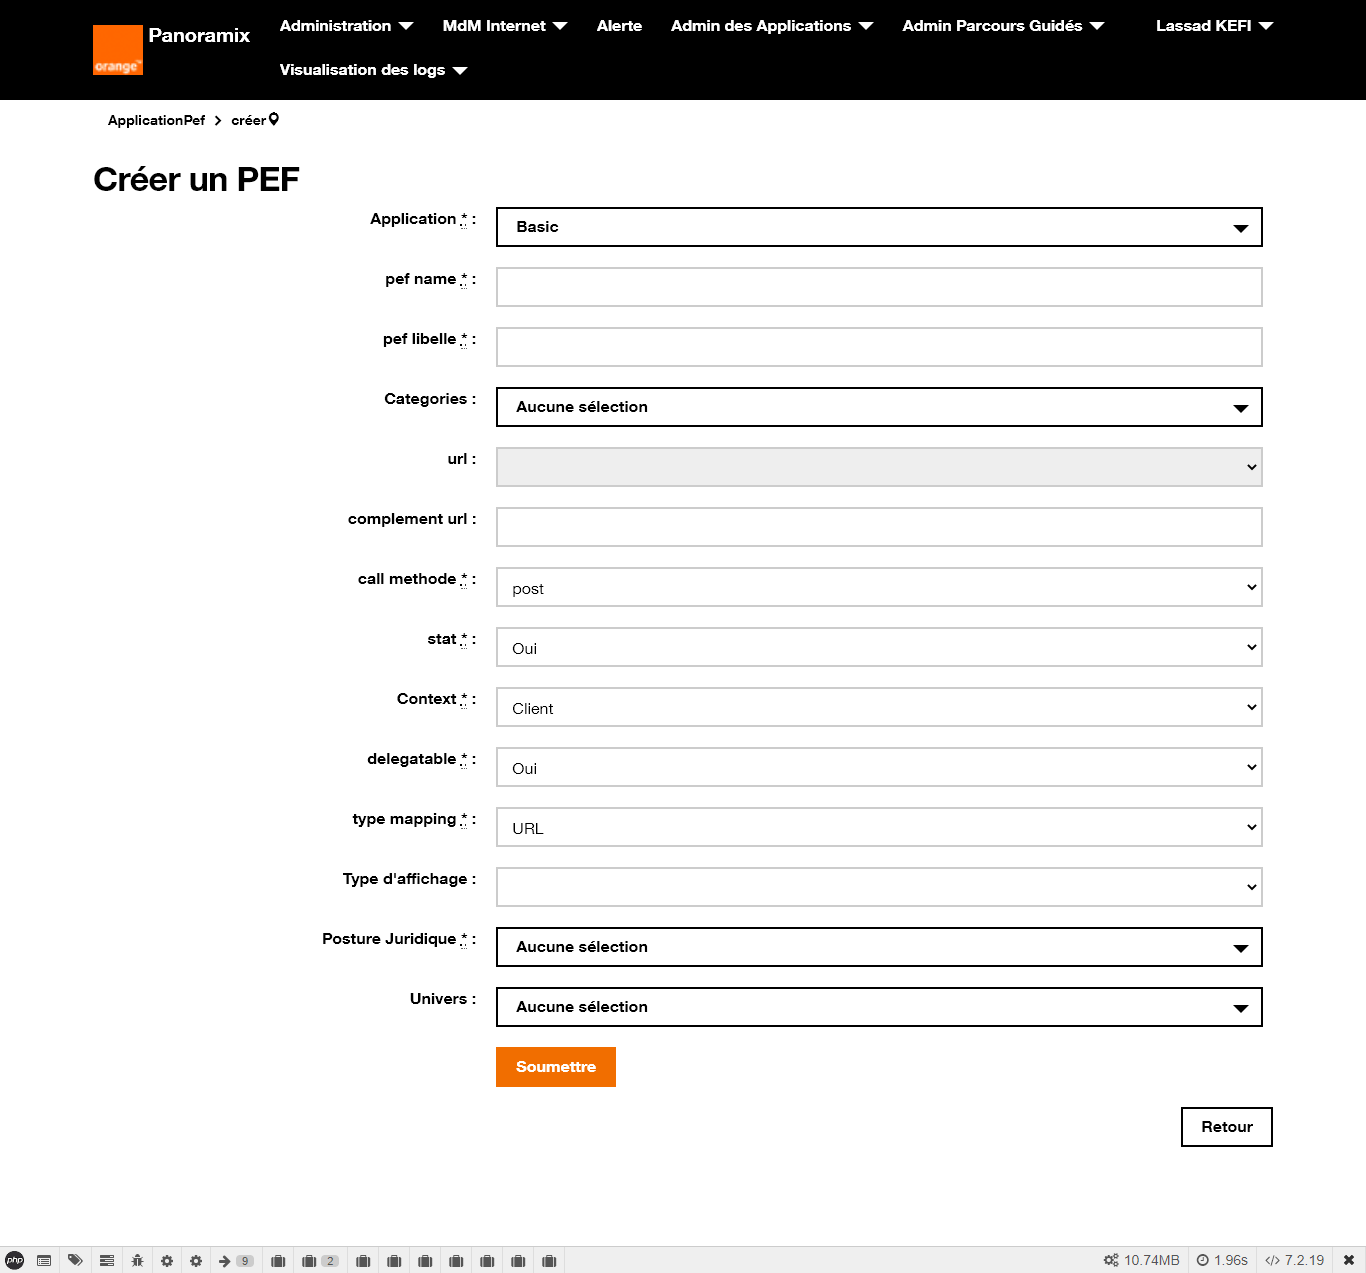 Panoramix
orange™
Administration
MdM Internet
Alerte
Admin des Applications
Admin Parcours Guidés
Lassad KEFI
Visualisation des logs
ApplicationPef > créer
Créer un PEF
Application * : Basic
pef name * :
pef libelle * :
Categories : Aucune sélection
url :
complement url :
call methode * : post
stat * : Oui
Context * : Client
delegatable * : Oui
type mapping * : URL
Type d'affichage :
Posture Juridique * : Aucune sélection
Univers : Aucune sélection
Soumettre
Retour
php 9 2 10.74MB 1.96s </> 7.2.19